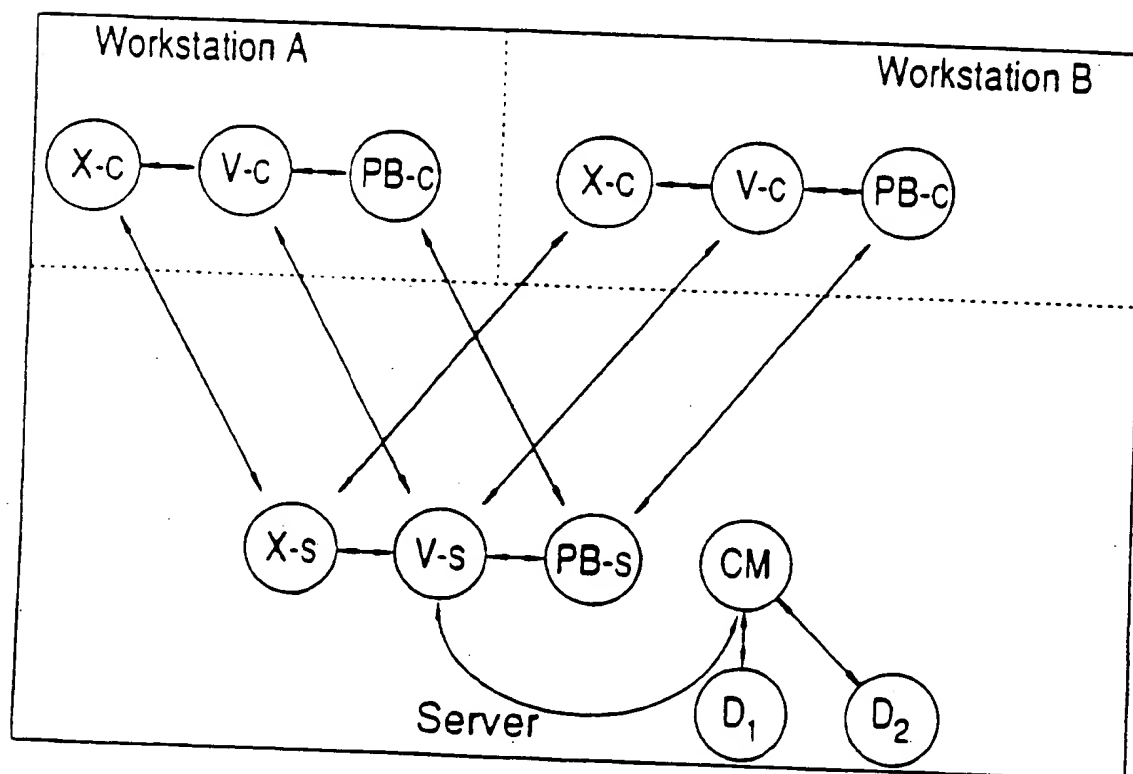 Workstation A
Workstation B
X-c V-c PB-c
X-c V-c PB-c
X-s V-s PB-s CM
Server
D1 D2